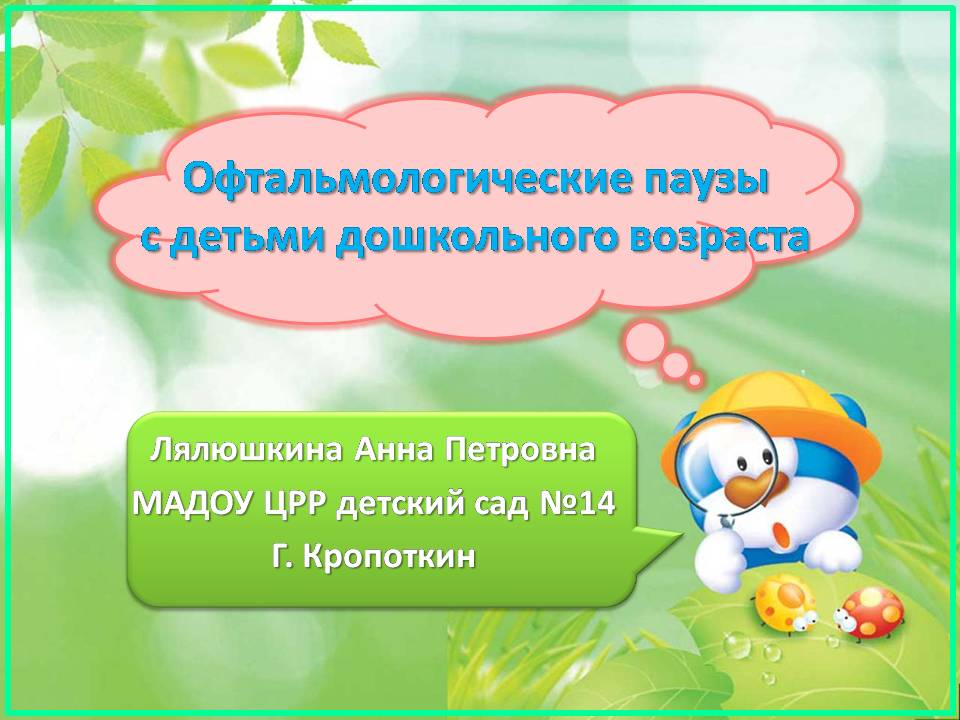 Офтальмологические паузы
с детьми дошкольного возраста
Лялюшкина Анна Петровна
МАДОУ ЦРР детский сад №14
Г. Кропоткин